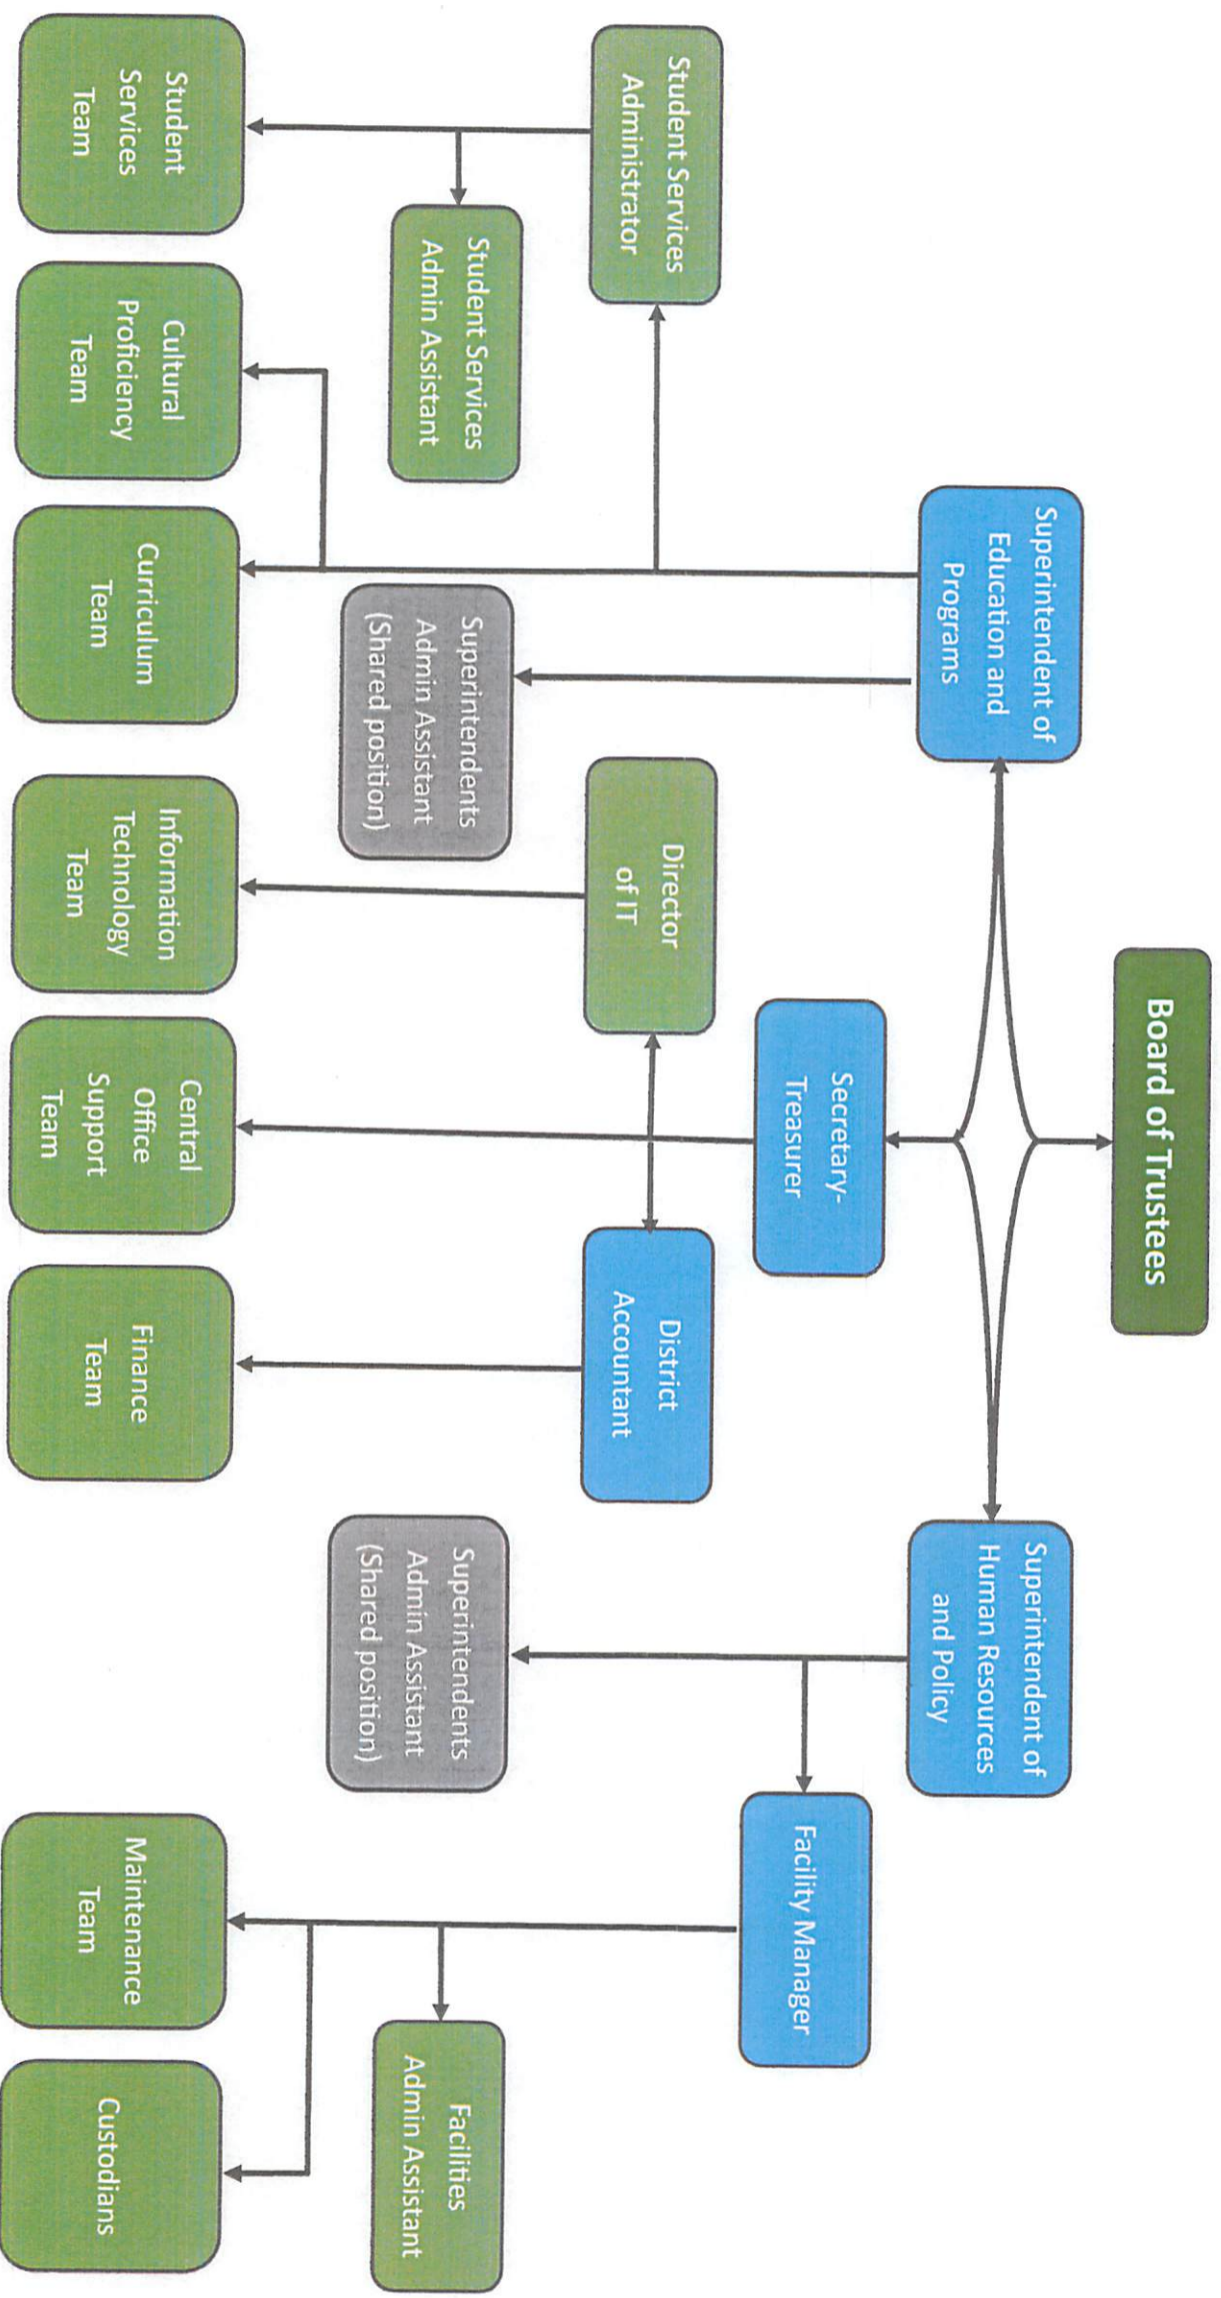 Board of Trustees
Superintendent of
Education and
Programs
Superintendent of
Human Resources
and Policy
Secretary-
Treasurer
Facility Manager
Student Services
Administrator
Director
of IT
District
Accountant
Student Services
Admin Assistant
Superintendents
Admin Assistant
(Shared position)
Superintendents
Admin Assistant
(Shared position)
Facilities
Admin Assistant
Student
Services
Team
Cultural
Proficiency
Team
Curriculum
Team
Information
Technology
Team
Central
Office
Support
Team
Finance
Team
Maintenance
Team
Custodians